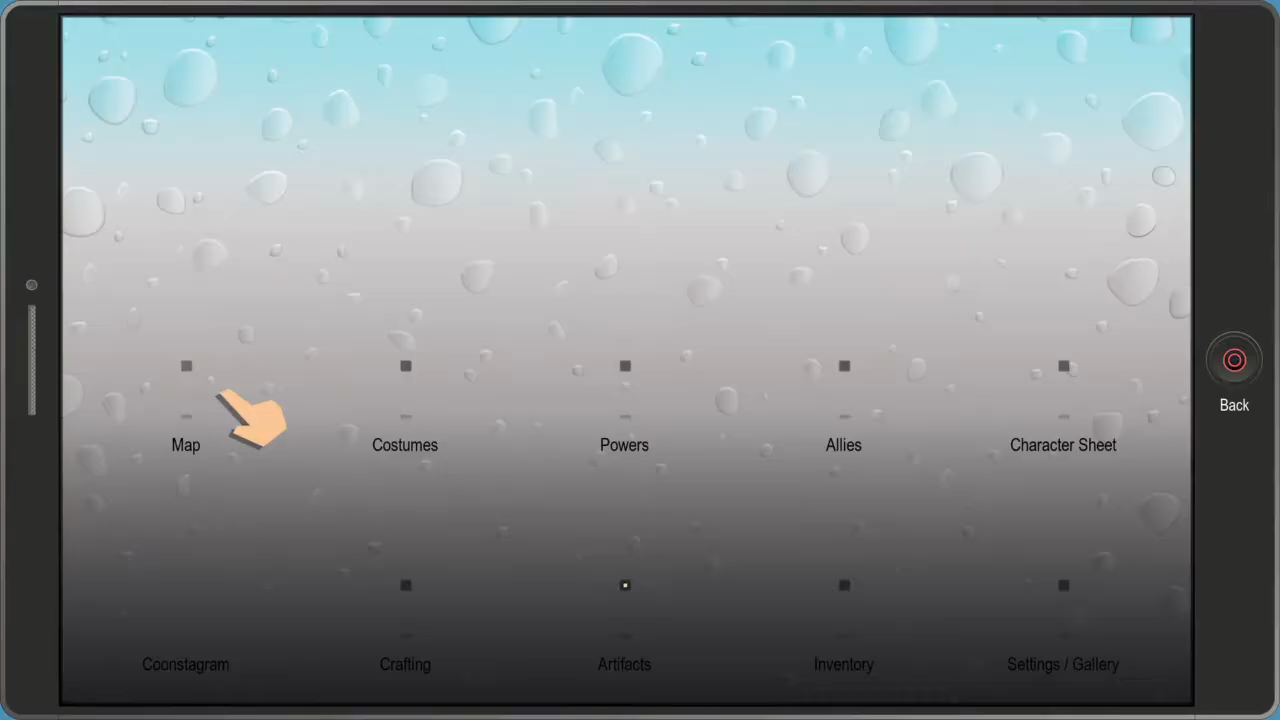 Back
Map
Costumes
Powers
Allies
Character Sheet
Coonstagram
Crafting
Artifacts
Inventory
Settings / Gallery